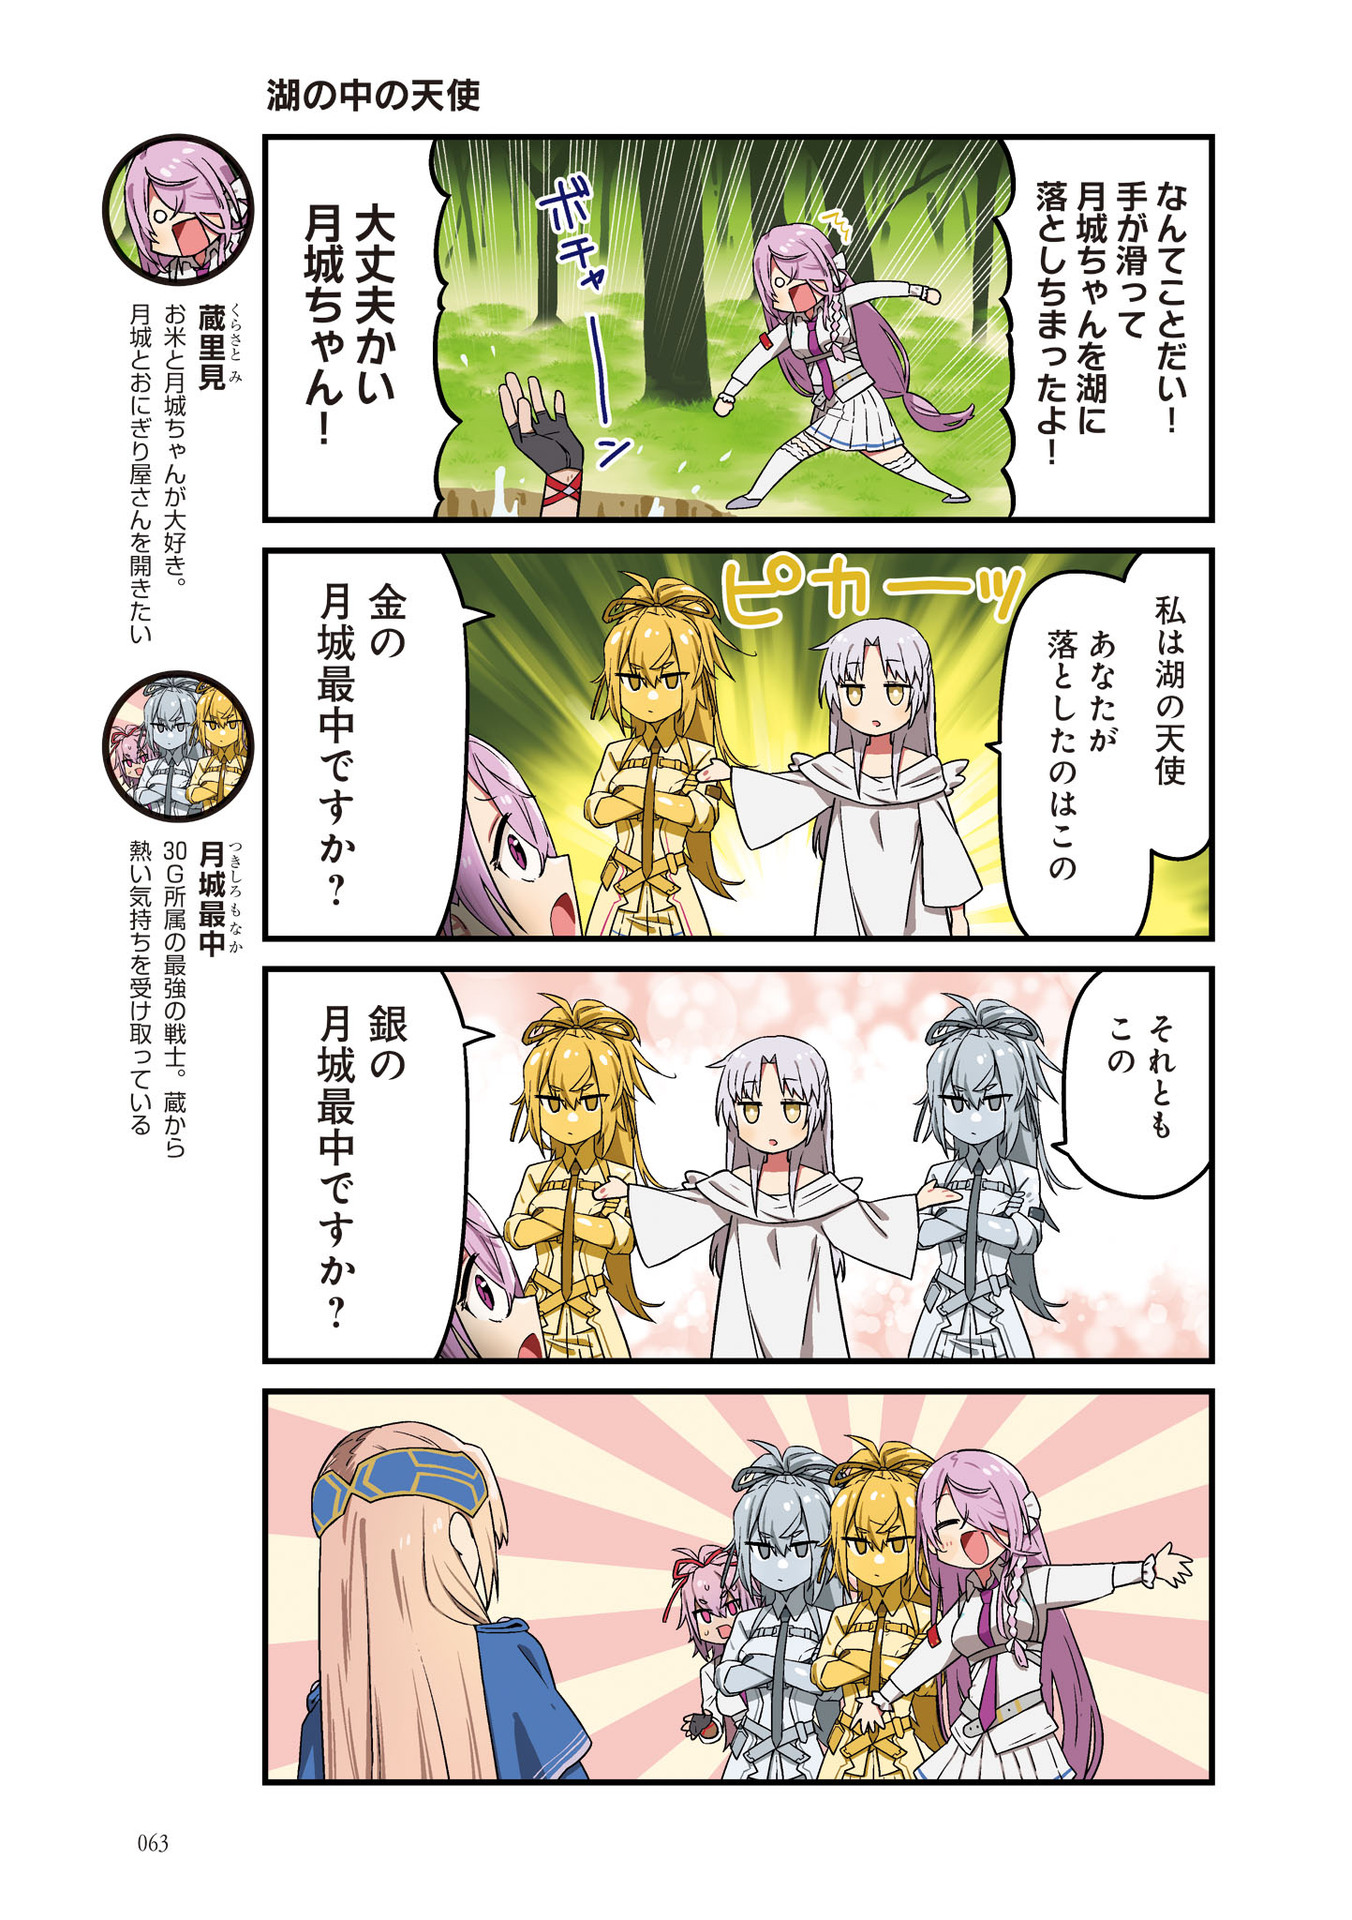 湖の中の天使
なんてことだい！
手が滑って
月城ちゃんを湖に
落としちまったよ！
ボチャーーン
大丈夫かい
月城ちゃん！
私は湖の天使
あなたが
落としたのはこの
ピカーーッ
金の
月城最中ですか？
それとも
この
銀の
月城最中ですか？
くらさとみ
蔵里見
お米と月城ちゃんが大好き。
月城とおにぎり屋さんを開きたい
つきしろもなか
月城最中
30G所属の最強の戦士。蔵から
熱い気持ちを受け取っている
063